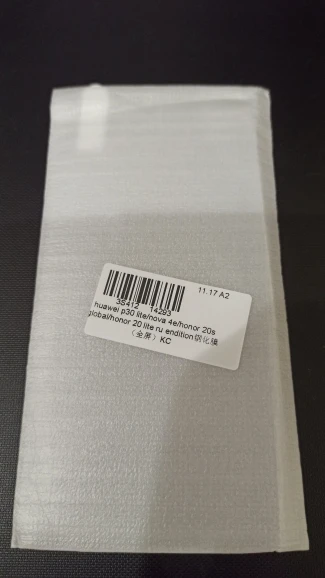 11.17 A2
3S412 14293
huawei p30 lite/nova 4e/honor 20s
global/honor 20 lite ru endition钢化膜
（全屏）KC